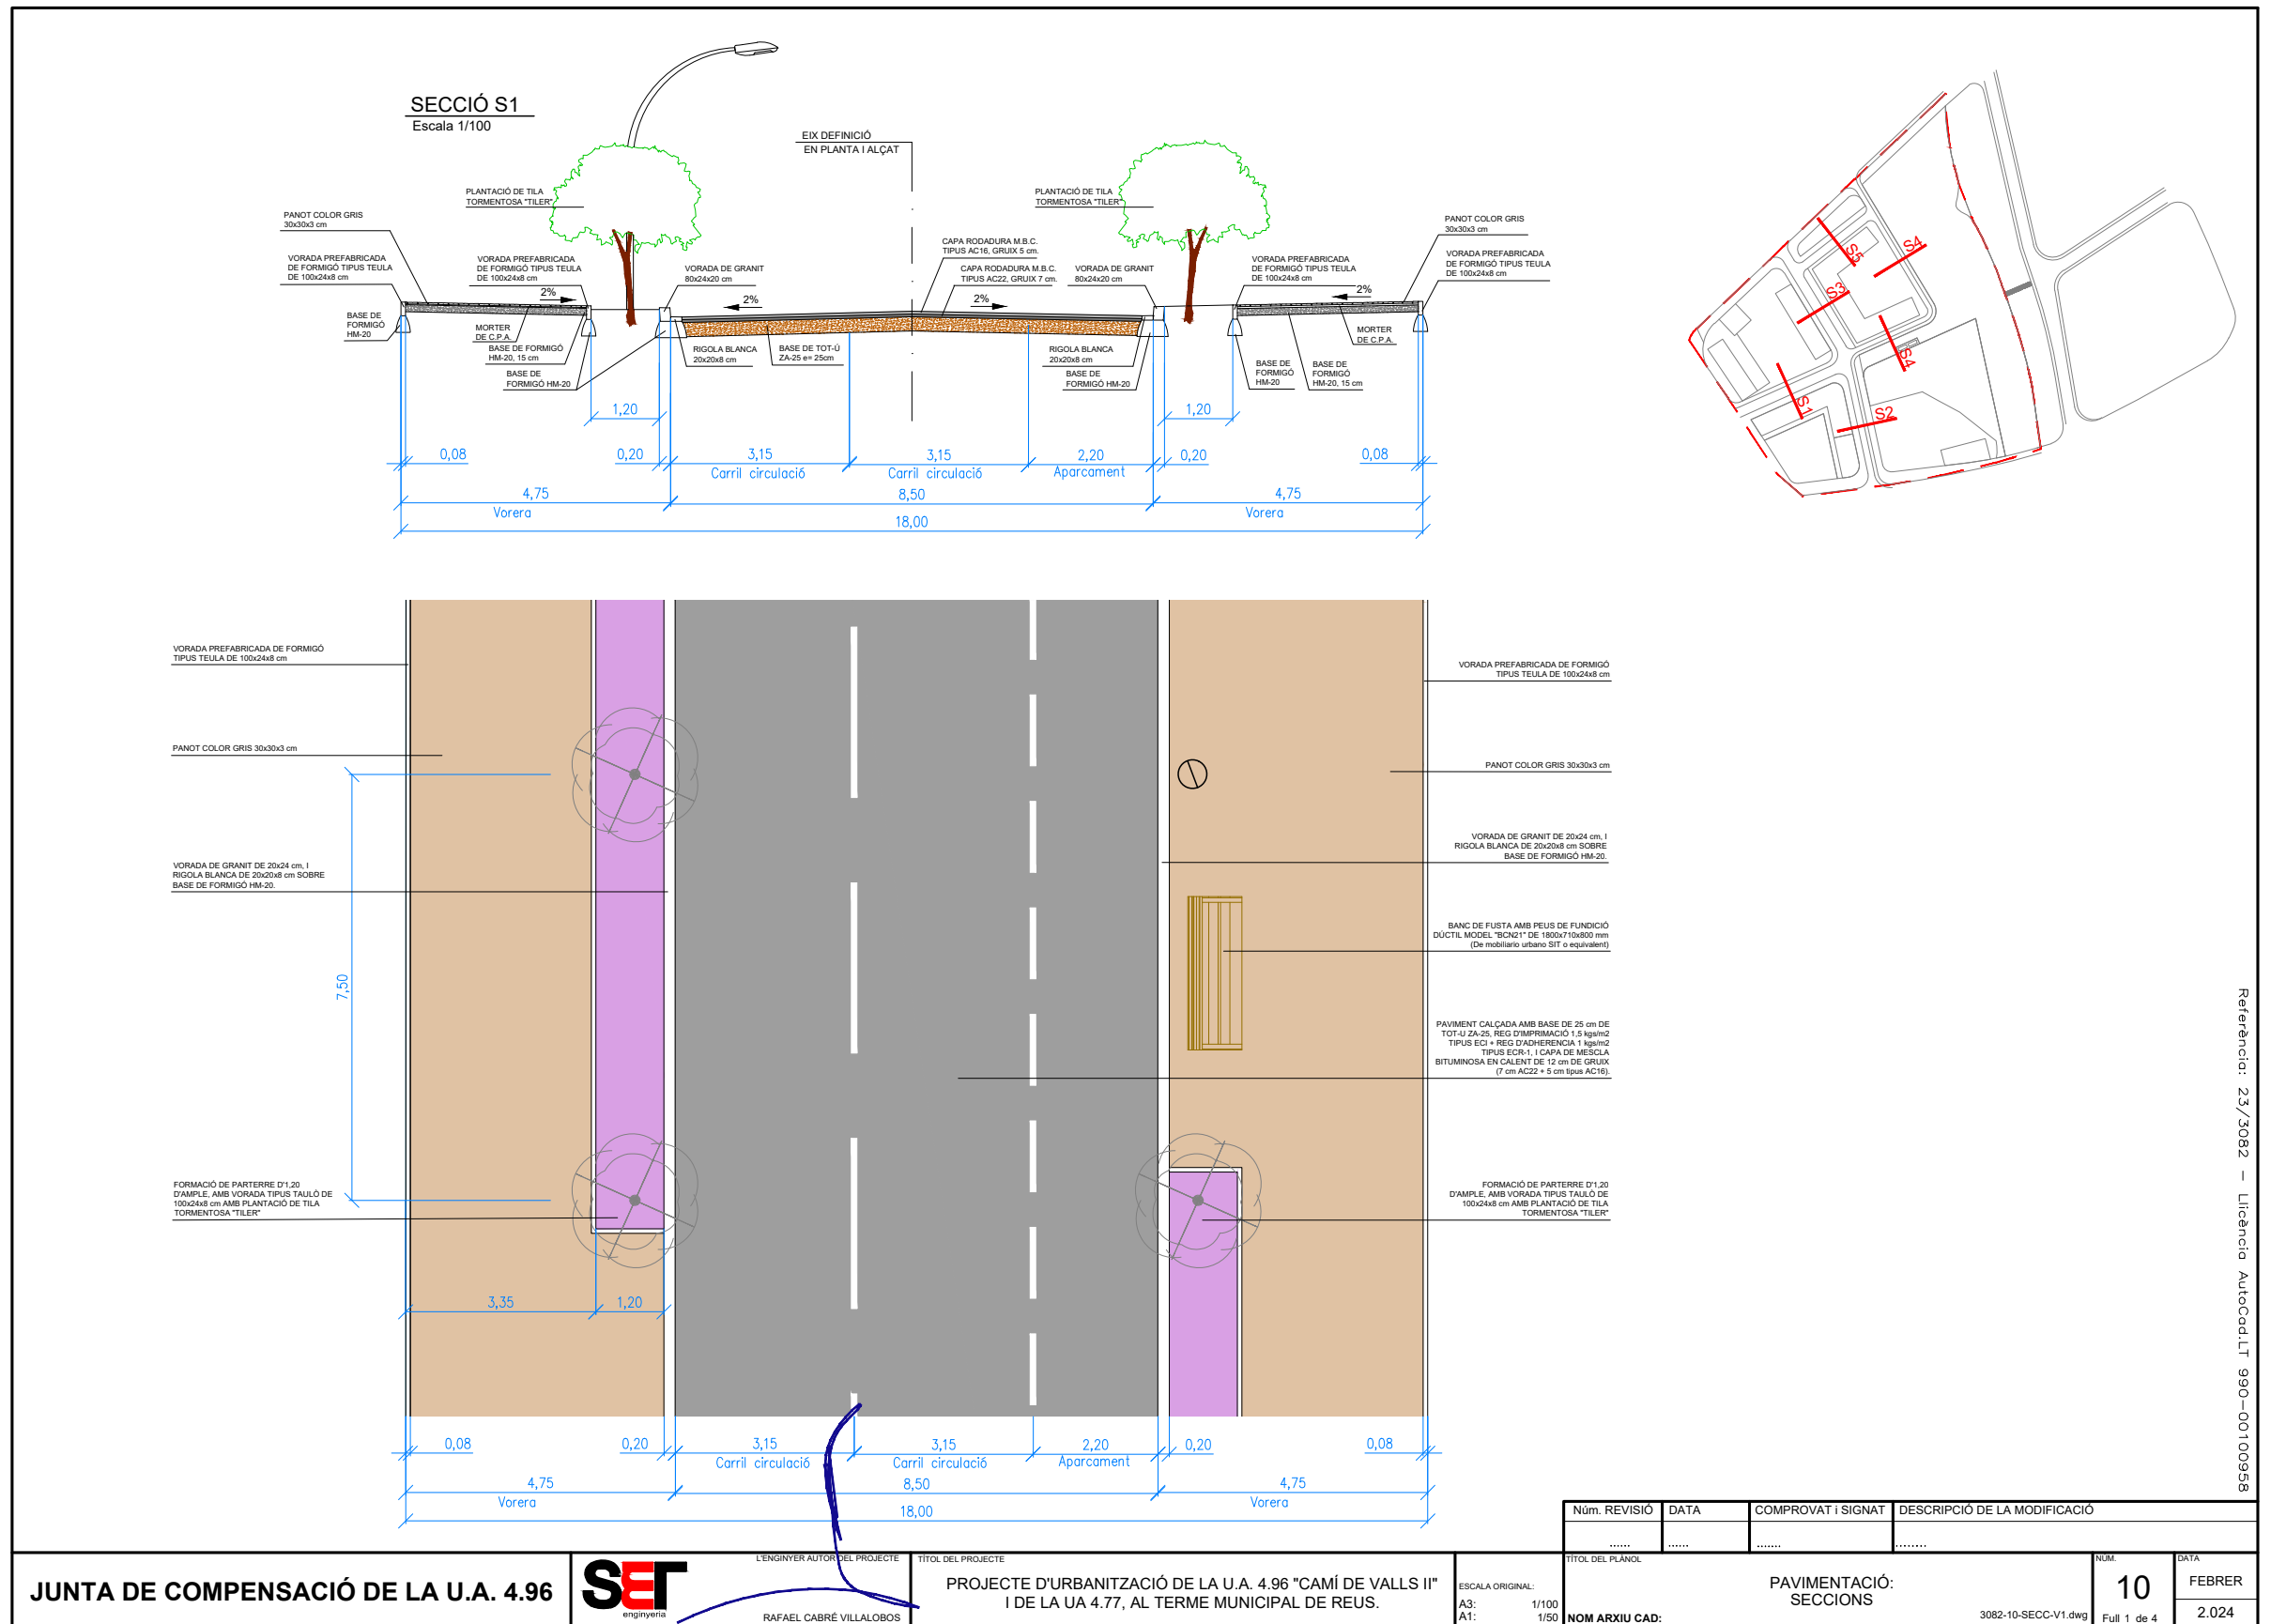 SECCIÓ S1
Escala 1/100
EIX DEFINICIÓ
EN PLANTA I ALÇAT
PLANTACIÓ DE TILA
TORMENTOSA "TILER"
PLANTACIÓ DE TILA
TORMENTOSA "TILER"
PANOT COLOR GRIS
30x30x3 cm
VORADA PREFABRICADA
DE FORMIGÓ TIPUS TEULA
DE 100x24x8 cm
VORADA PREFABRICADA
DE FORMIGÓ TIPUS TEULA
DE 100x24x8 cm
VORADA DE GRANIT
80x24x20 cm
CAPA RODADURA M.B.C.
TIPUS AC16, GRUIX 5 cm.
CAPA RODADURA M.B.C.
TIPUS AC22, GRUIX 7 cm.
VORADA DE GRANIT
80x24x20 cm
VORADA PREFABRICADA
DE FORMIGÓ TIPUS TEULA
DE 100x24x8 cm
PANOT COLOR GRIS
30x30x3 cm
VORADA PREFABRICADA
DE FORMIGÓ TIPUS TEULA
DE 100x24x8 cm
2%
2%
2%
2%
BASE DE
FORMIGÓ
HM-20
MORTER
DE C.P.A.
BASE DE FORMIGÓ
HM-20, 15 cm
BASE DE
FORMIGÓ HM-20
RIGOLA BLANCA
20x20x8 cm
BASE DE TOT-Ú
ZA-25 e= 25cm
RIGOLA BLANCA
20x20x8 cm
BASE DE
FORMIGÓ HM-20
BASE DE
FORMIGÓ
HM-20
BASE DE
FORMIGÓ
HM-20, 15 cm
MORTER
DE C.P.A.
1,20
1,20
0,08
0,20
3,15
Carril circulació
3,15
Carril circulació
2,20
Aparcament
0,20
0,08
4,75
Vorera
8,50
4,75
Vorera
18,00
S5
S4
S3
S4
S1
S2
VORADA PREFABRICADA DE FORMIGÓ
TIPUS TEULA DE 100x24x8 cm
PANOT COLOR GRIS 30x30x3 cm
VORADA DE GRANIT DE 20x24 cm, I
RIGOLA BLANCA DE 20x20x8 cm SOBRE
BASE DE FORMIGÓ HM-20.
7,50
FORMACIÓ DE PARTERRE D'1,20
D'AMPLE, AMB VORADA TIPUS TAULÒ DE
100x24x8 cm AMB PLANTACIÓ DE TILA
TORMENTOSA "TILER"
3,35
1,20
VORADA PREFABRICADA DE FORMIGÓ
TIPUS TEULA DE 100x24x8 cm
PANOT COLOR GRIS 30x30x3 cm
VORADA DE GRANIT DE 20x24 cm, I
RIGOLA BLANCA DE 20x20x8 cm SOBRE
BASE DE FORMIGÓ HM-20.
BANC DE FUSTA AMB PEUS DE FUNDICIÓ
DÚCTIL MODEL "BCN21" DE 1800x710x800 mm
(De mobiliario urbano SIT o equivalent)
PAVIMENT CALÇADA AMB BASE DE 25 cm DE
TOT-U ZA-25, REG D'IMPRIMACIÓ 1,5 kgs/m2
TIPUS ECI + REG D'ADHERENCIA 1 kgs/m2
TIPUS ECR-1, I CAPA DE MESCLA
BITUMINOSA EN CALENT DE 12 cm DE GRUIX
(7 cm AC22 + 5 cm tipus AC16).
FORMACIÓ DE PARTERRE D'1,20
D'AMPLE, AMB VORADA TIPUS TAULÒ DE
100x24x8 cm AMB PLANTACIÓ DE TILA
TORMENTOSA "TILER"
0,08
0,20
3,15
Carril circulació
3,15
Carril circulació
2,20
Aparcament
0,20
0,08
4,75
Vorera
8,50
4,75
Vorera
18,00
Referència: 23/3082 - Llicència AutoCad.LT 990-00100958
Núm. REVISIÓ DATA COMPROVAT i SIGNAT DESCRIPCIÓ DE LA MODIFICACIÓ
...... ...... ....... ........
JUNTA DE COMPENSACIÓ DE LA U.A. 4.96
SET
enginyeria
L'ENGINYER AUTOR DEL PROJECTE
RAFAEL CABRÉ VILLALOBOS
TÍTOL DEL PROJECTE
PROJECTE D'URBANITZACIÓ DE LA U.A. 4.96 "CAMÍ DE VALLS II"
I DE LA UA 4.77, AL TERME MUNICIPAL DE REUS.
ESCALA ORIGINAL:
A3: 1/100
A1: 1/50
TÍTOL DEL PLÀNOL
PAVIMENTACIÓ:
SECCIONS
NOM ARXIU CAD: 3082-10-SECC-V1.dwg
NÚM.
10
Full 1 de 4
DATA
FEBRER
2.024